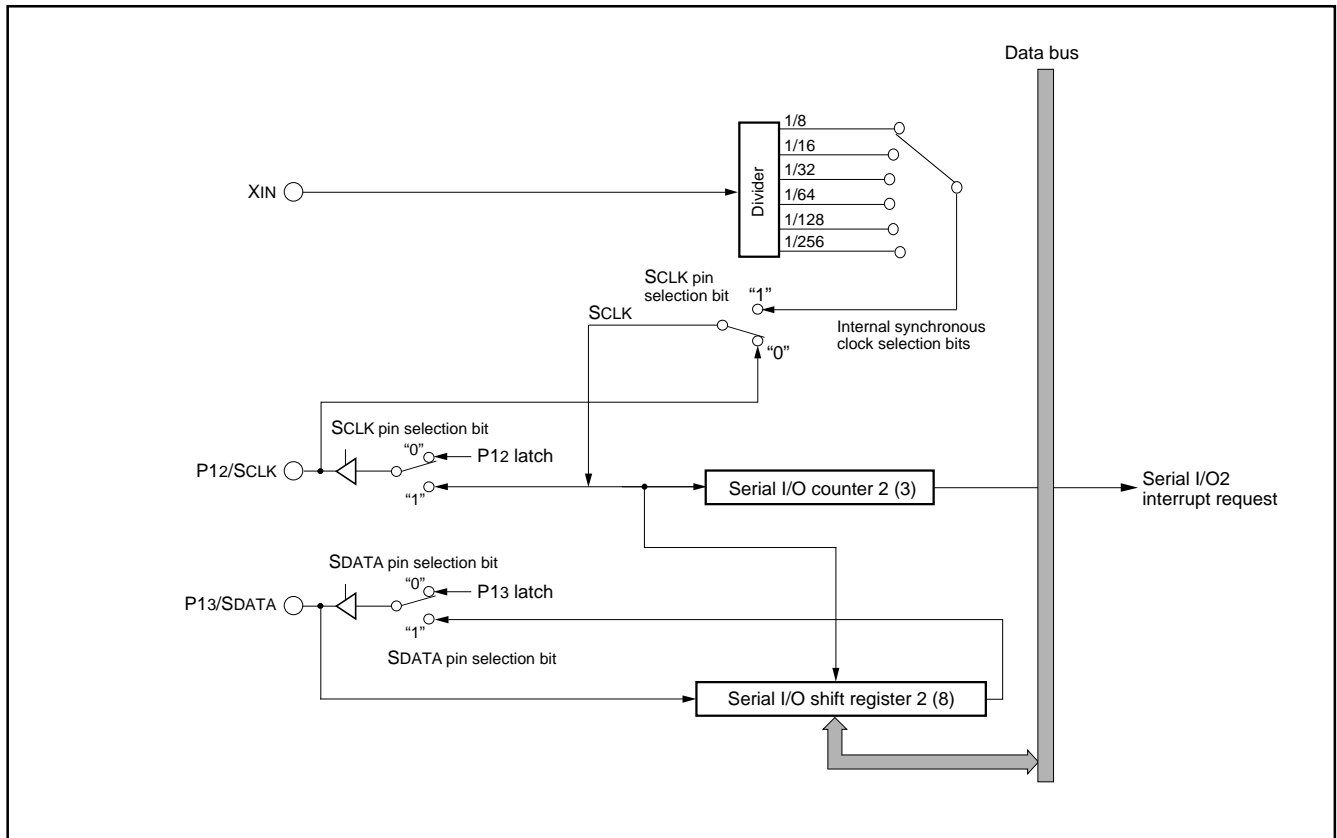 Data bus
1/8
1/16
1/32
1/64
1/128
1/256
Divider
XIN
SCLK pin
selection bit
"1"
SCLK
"0"
Internal synchronous
clock selection bits
SCLK pin selection bit
"0"
P12 latch
P12/SCLK
"1"
Serial I/O counter 2 (3)
Serial I/O2
interrupt request
SDATA pin selection bit
"0"
P13 latch
P13/SDATA
"1"
SDATA pin selection bit
Serial I/O shift register 2 (8)